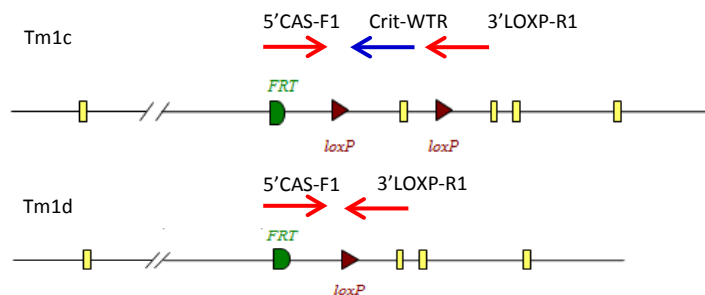 5'CAS-F1 Crit-WTR 3'LOXP-R1
Tm1c
FRT
loxP loxP
5'CAS-F1 3'LOXP-R1
Tm1d
FRT
loxP